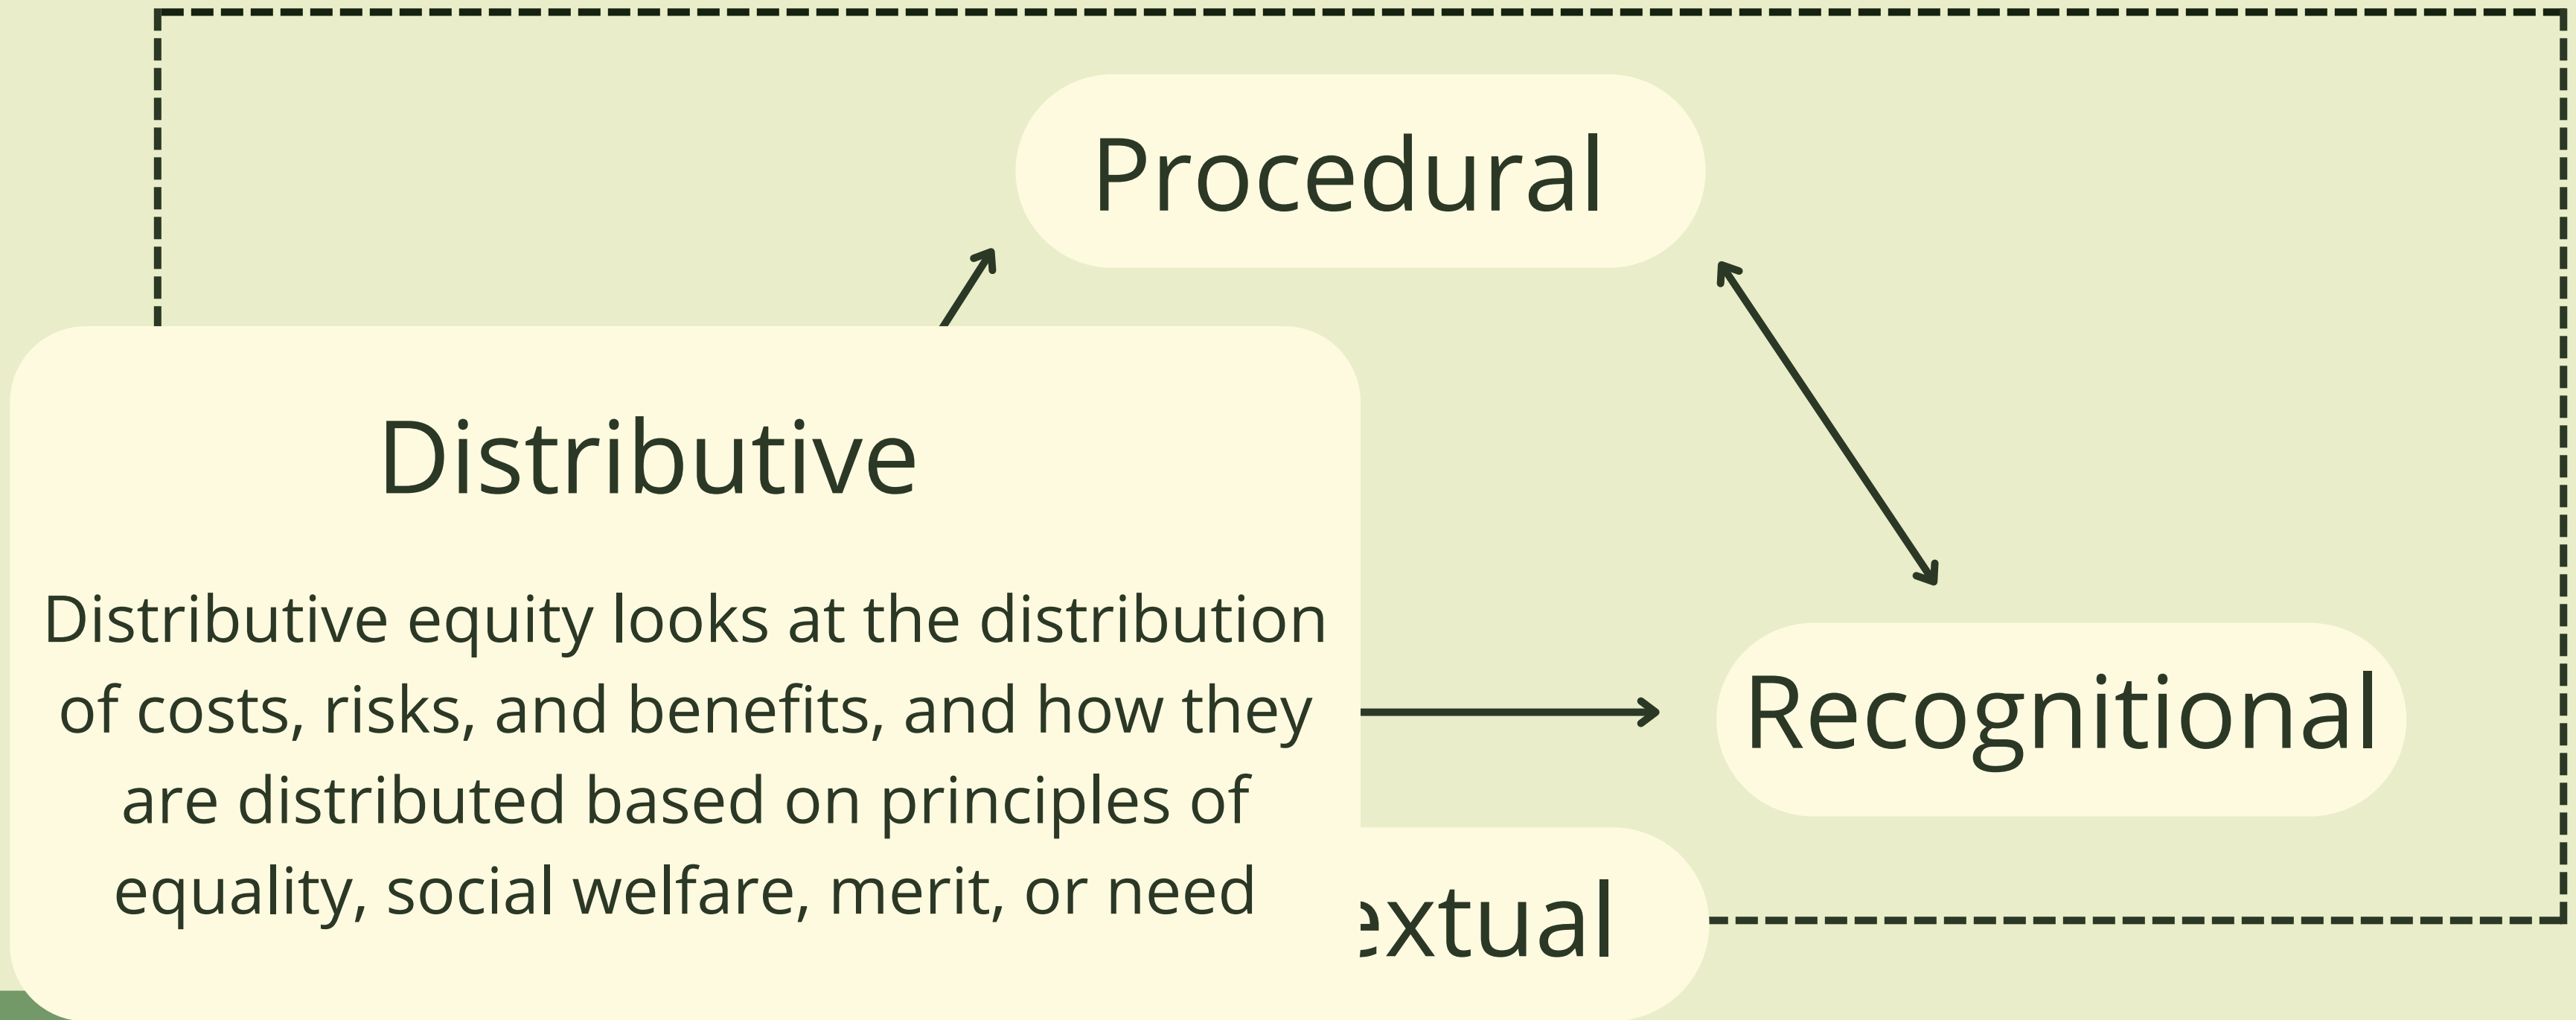 Procedural
Distributive
Distributive equity looks at the distribution
of costs, risks, and benefits, and how they
are distributed based on principles of
equality, social welfare, merit, or need
Recognitional